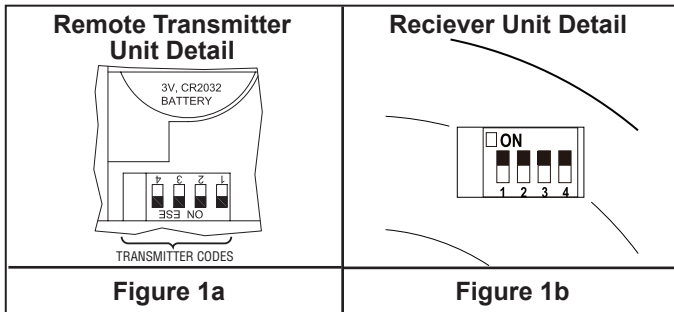 Remote Transmitter
Unit Detail
3V, CR2032
BATTERY
4 3 2 1
ON ESE
TRANSMITTER CODES
Figure 1a
Reciever Unit Detail
ON
1 2 3 4
Figure 1b